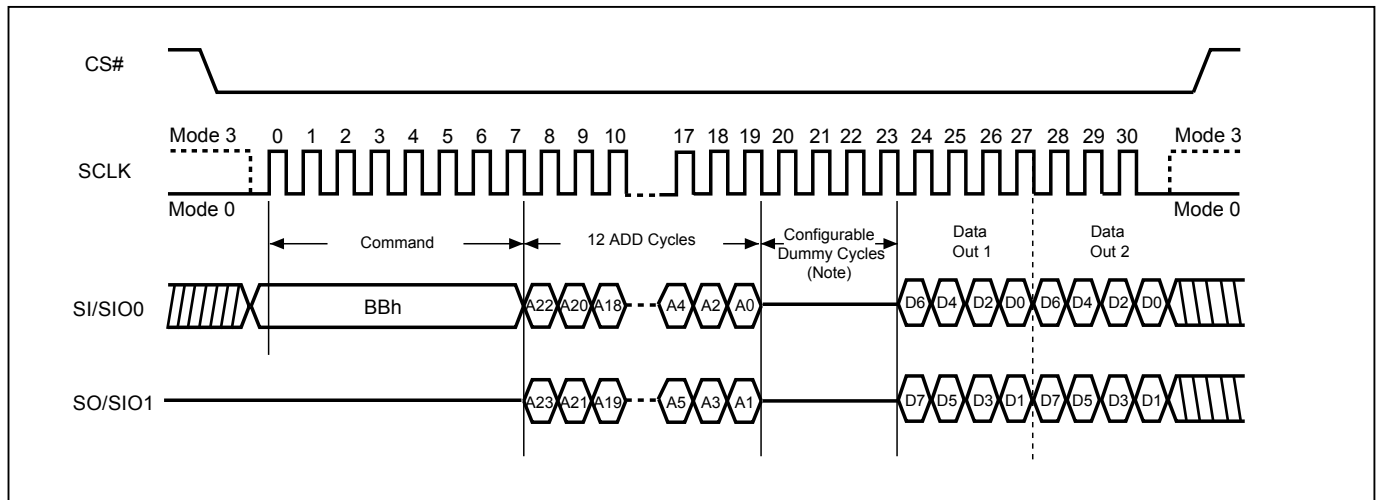 CS#
Mode 3 0 1 2 3 4 5 6 7 8 9 10 17 18 19 20 21 22 23 24 25 26 27 28 29 30 Mode 3
SCLK
Mode 0 Mode 0
Command 12 ADD Cycles Configurable Dummy Cycles (Note) Data Out 1 Data Out 2
SI/SIO0 BBh A22 A20 A18 A4 A2 A0 D6 D4 D2 D0 D6 D4 D2 D0
SO/SIO1 A23 A21 A19 A5 A3 A1 D7 D5 D3 D1 D7 D5 D3 D1